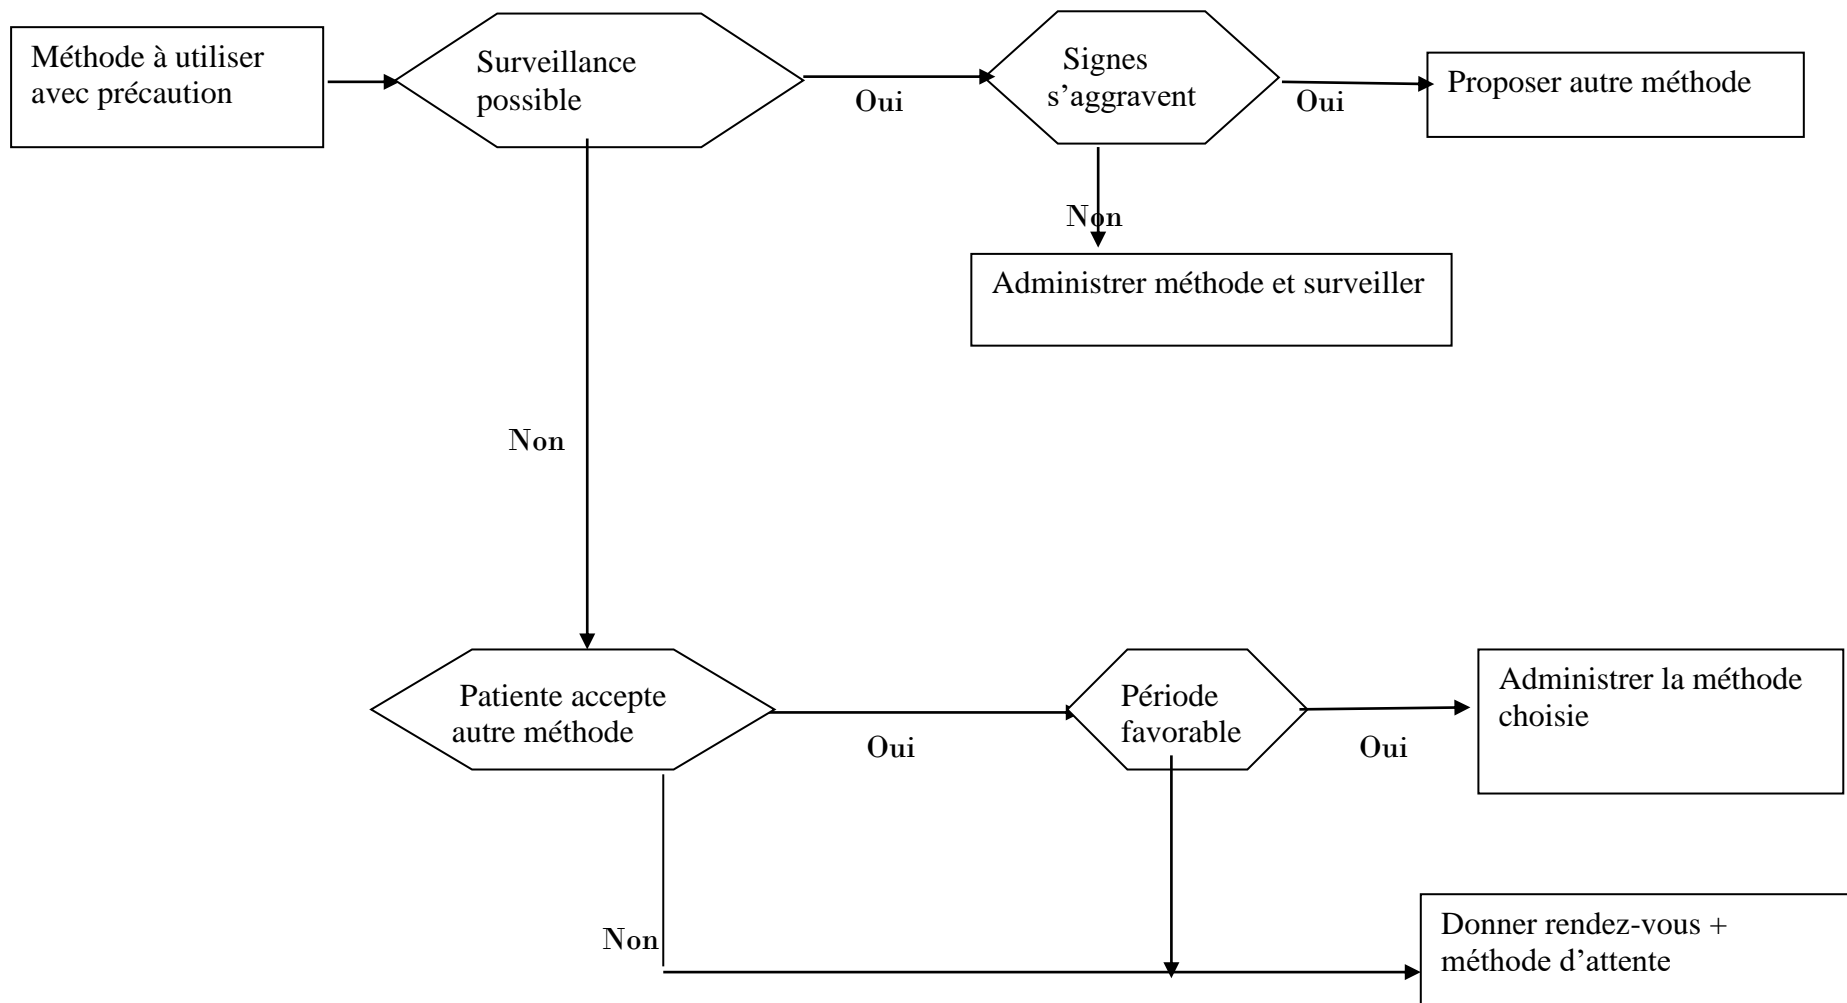 Méthode à utiliser
avec précaution
Surveillance
possible
Oui
Signes
s’aggravent
Oui
Proposer autre méthode
Non
Administrer méthode et surveiller
Non
Patiente accepte
autre méthode
Oui
Période
favorable
Oui
Administrer la méthode
choisie
Non
Donner rendez-vous +
méthode d’attente